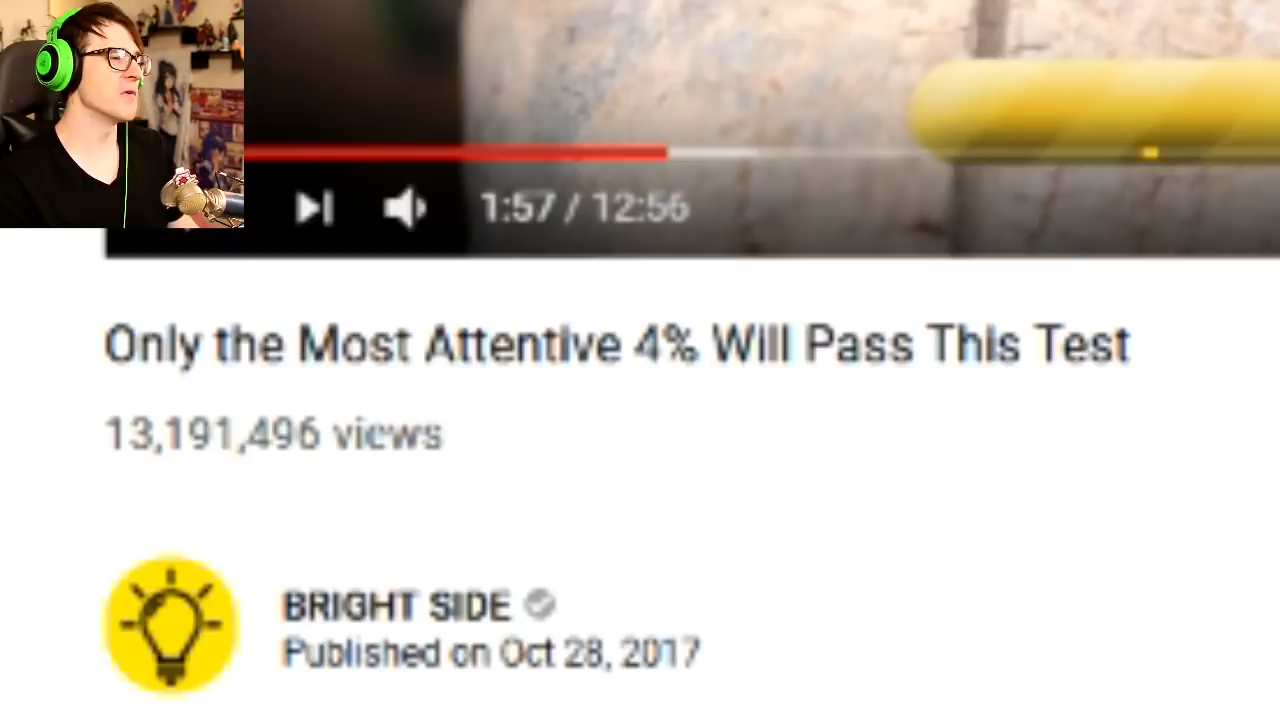 1:57 / 12:56
Only the Most Attentive 4% Will Pass This Test
13,191,496 views
BRIGHT SIDE
Published on Oct 28, 2017